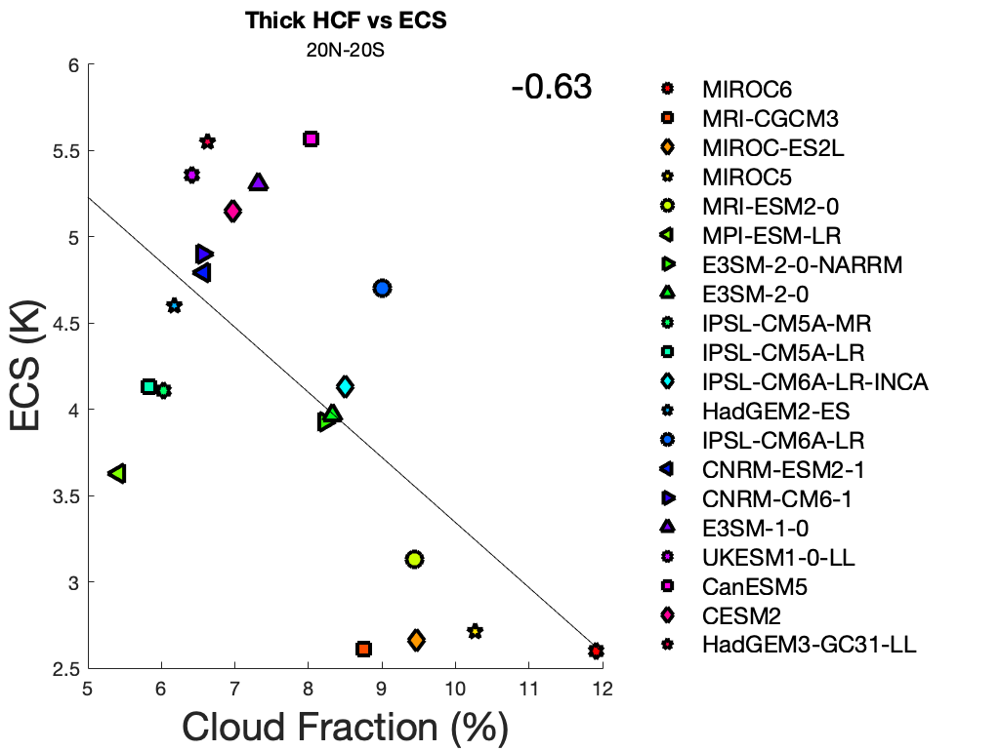 Thick HCF vs ECS
20N-20S
-0.63
6
5.5
5
4.5
4
3.5
3
2.5
ECS (K)
5 6 7 8 9 10 11 12
Cloud Fraction (%)
MIROC6
MRI-CGCM3
MIROC-ES2L
MIROC5
MRI-ESM2-0
MPI-ESM-LR
E3SM-2-0-NARRM
E3SM-2-0
IPSL-CM5A-MR
IPSL-CM5A-LR
IPSL-CM6A-LR-INCA
HadGEM2-ES
IPSL-CM6A-LR
CNRM-ESM2-1
CNRM-CM6-1
E3SM-1-0
UKESM1-0-LL
CanESM5
CESM2
HadGEM3-GC31-LL